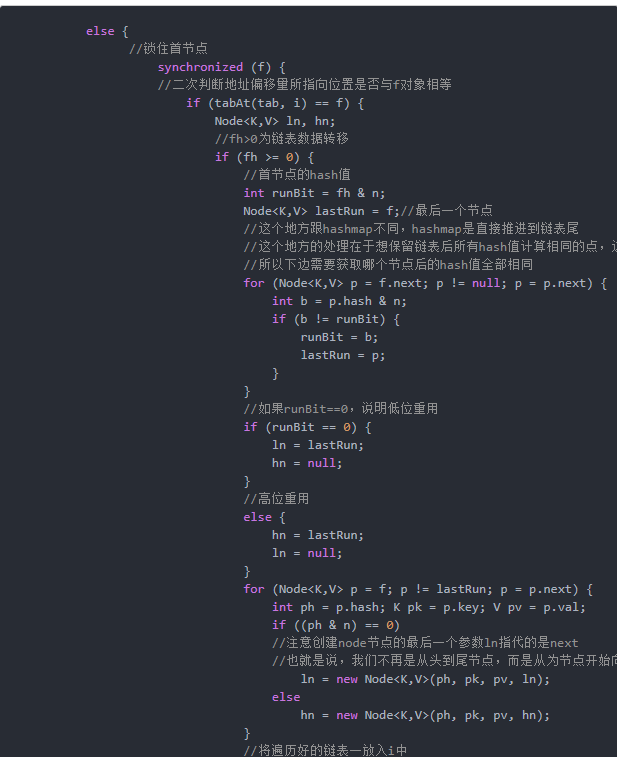 else {
//锁住首节点
synchronized (f) {
//二次判断地址偏移量所指向位置是否与f对象相等
if (tabAt(tab, i) == f) {
Node<K,V> ln, hn;
//fh>0为链表数据转移
if (fh >= 0) {
//首节点的hash值
int runBit = fh & n;
Node<K,V> lastRun = f;//最后一个节点
//这个地方跟hashmap不同，hashmap是直接推进到链表尾
//这个地方的处理在于想保留链表后所有hash值计算相同的点，
//所以下边需要获取哪个节点后的hash值全部相同
for (Node<K,V> p = f.next; p != null; p = p.next) {
int b = p.hash & n;
if (b != runBit) {
runBit = b;
lastRun = p;
}
}
//如果runBit==0，说明低位重用
if (runBit == 0) {
ln = lastRun;
hn = null;
}
//高位重用
else {
hn = lastRun;
ln = null;
}
for (Node<K,V> p = f; p != lastRun; p = p.next) {
int ph = p.hash; K pk = p.key; V pv = p.val;
if ((ph & n) == 0)
//注意创建node节点的最后一个参数ln指代的是next
//也就是说，我们不再是从头到尾节点，而是从为节点开始向
ln = new Node<K,V>(ph, pk, pv, ln);
else
hn = new Node<K,V>(ph, pk, pv, hn);
}
//将遍历好的链表一放入i中